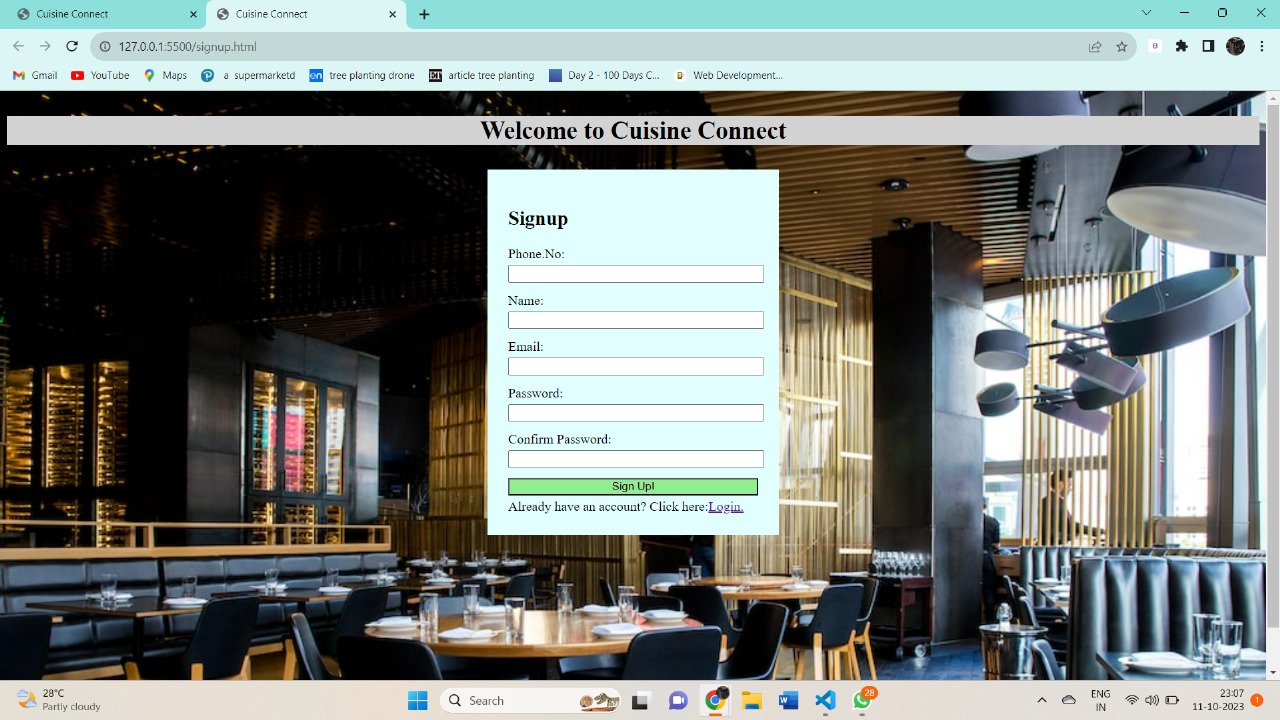 Cuisine Connect
Cuisine Connect
127.0.0.1:5500/signup.html
Gmail YouTube Maps a supermarketd tree planting drone article tree planting Day 2 - 100 Days C... Web Development...
Welcome to Cuisine Connect
Signup
Phone.No:
Name:
Email:
Password:
Confirm Password:
Sign Up!
Already have an account? Click here:Login.
28°C
Partly cloudy
Search
28
ENG
IN
23:07
11-10-2023
1